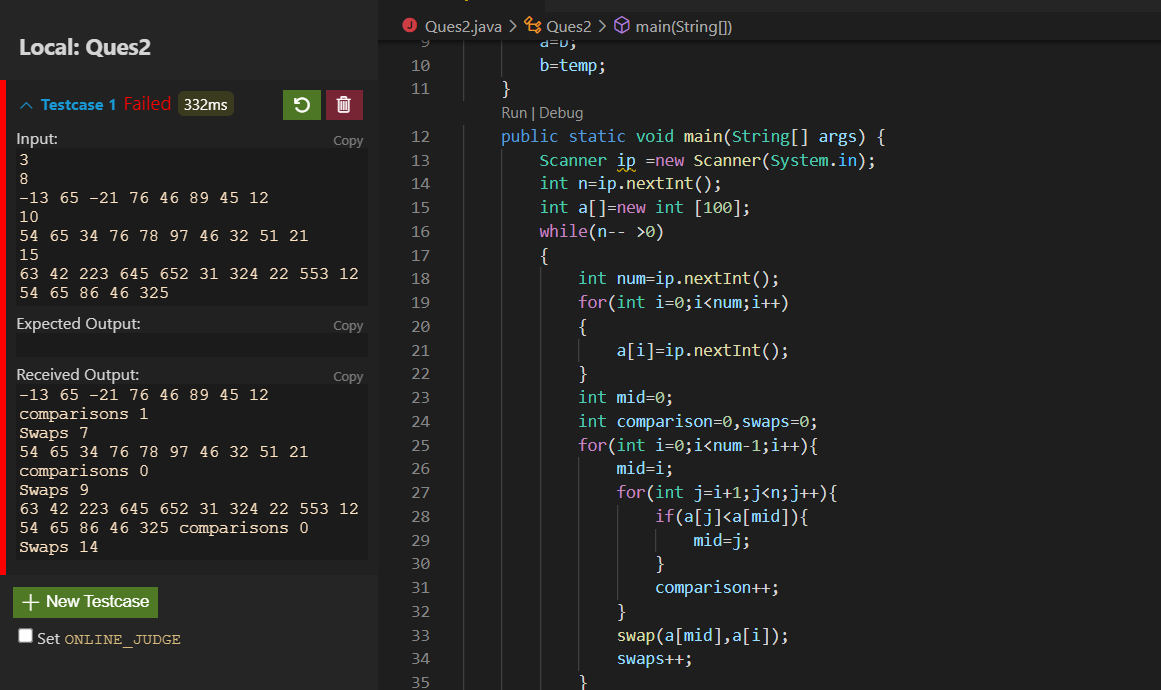 Local: Ques2
Testcase 1 Failed 332ms
Input:
Copy
3
8
-13 65 -21 76 46 89 45 12
10
54 65 34 76 78 97 46 32 51 21
15
63 42 223 645 652 31 324 22 553 12
54 65 86 46 325
Expected Output:
Copy
Received Output:
Copy
-13 65 -21 76 46 89 45 12
comparisons 1
Swaps 7
54 65 34 76 78 97 46 32 51 21
comparisons 0
Swaps 9
63 42 223 645 652 31 324 22 553 12
54 65 86 46 325 comparisons 0
Swaps 14
New Testcase
Set ONLINE_JUDGE
J Ques2.java > Ques2 > main(String[])
9 a=b;
10 b=temp;
11 }
Run | Debug
12 public static void main(String[] args) {
13 Scanner ip =new Scanner(System.in);
14 int n=ip.nextInt();
15 int a[]=new int [100];
16 while(n-- >0)
17 {
18 int num=ip.nextInt();
19 for(int i=0;i<num;i++)
20 {
21 a[i]=ip.nextInt();
22 }
23 int mid=0;
24 int comparison=0,swaps=0;
25 for(int i=0;i<num-1;i++){
26 mid=i;
27 for(int j=i+1;j<n;j++){
28 if(a[j]<a[mid]){
29 mid=j;
30 }
31 comparison++;
32 }
33 swap(a[mid],a[i]);
34 swaps++;
35 }